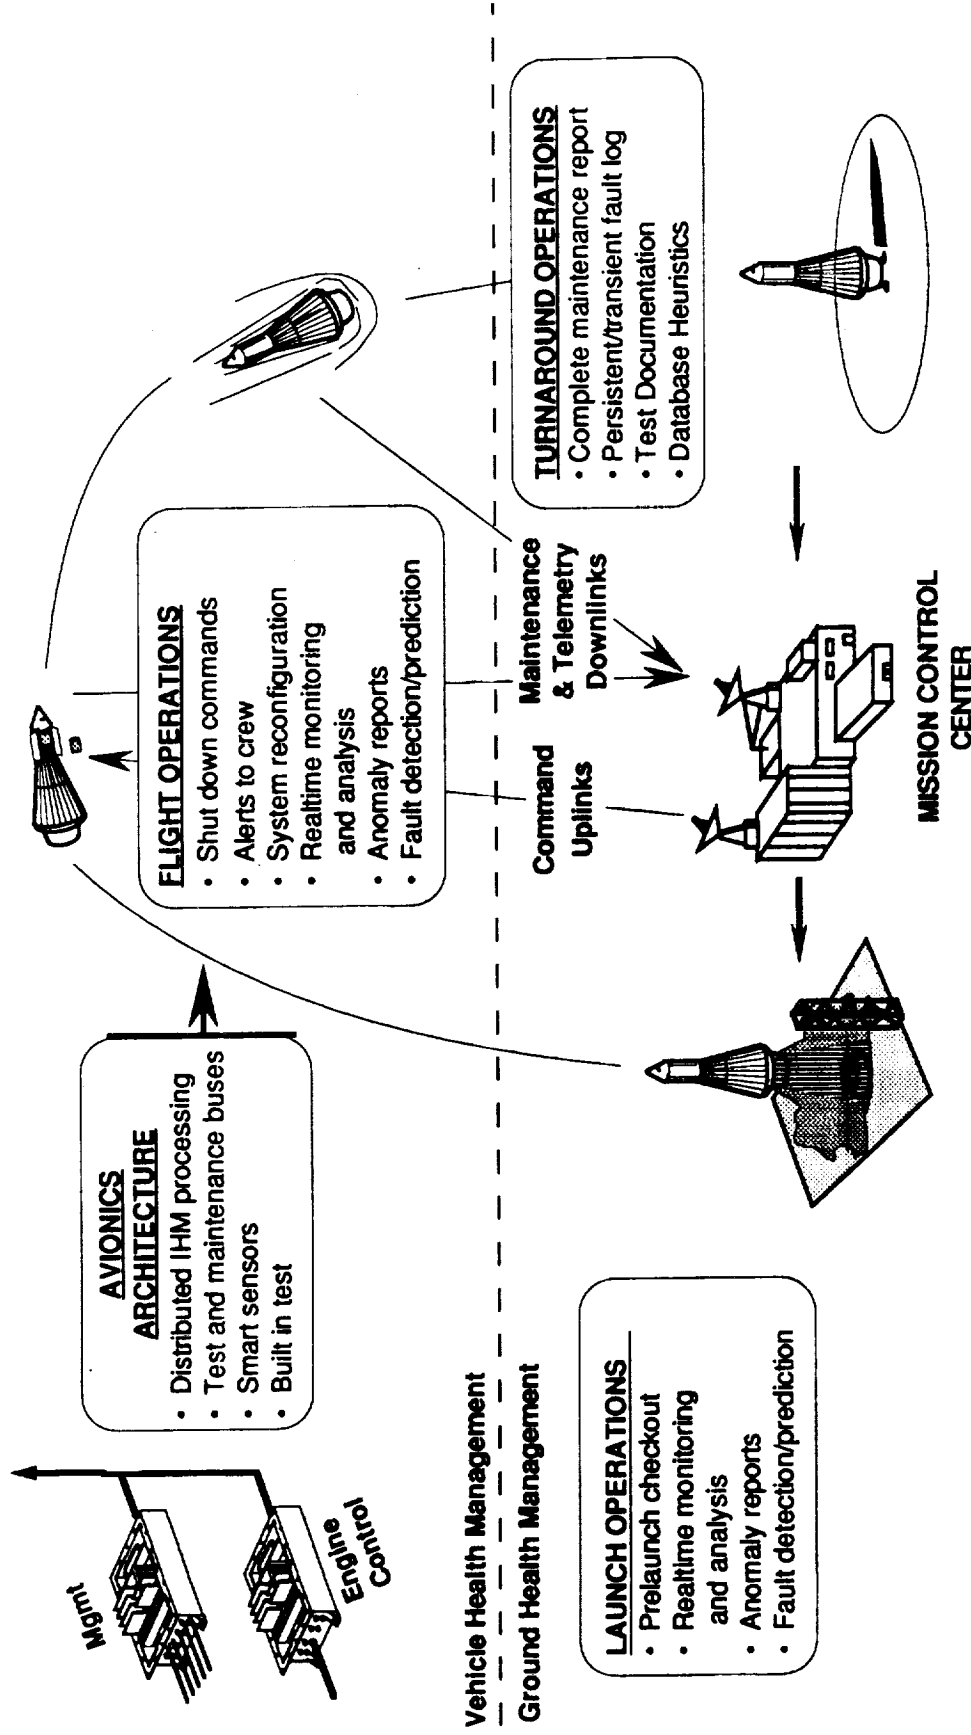 Mgmt
Engine
Control
AVIONICS
ARCHITECTURE
• Distributed IHM processing
• Test and maintenance buses
• Smart sensors
• Built in test
FLIGHT OPERATIONS
• Shut down commands
• Alerts to crew
• System reconfiguration
• Realtime monitoring
and analysis
• Anomaly reports
• Fault detection/prediction
Vehicle Health Management
Ground Health Management
LAUNCH OPERATIONS
• Prelaunch checkout
• Realtime monitoring
and analysis
• Anomaly reports
• Fault detection/prediction
Command
Uplinks
Maintenance
& Telemetry
Downlinks
TURNAROUND OPERATIONS
• Complete maintenance report
• Persistent/transient fault log
• Test Documentation
• Database Heuristics
MISSION CONTROL
CENTER